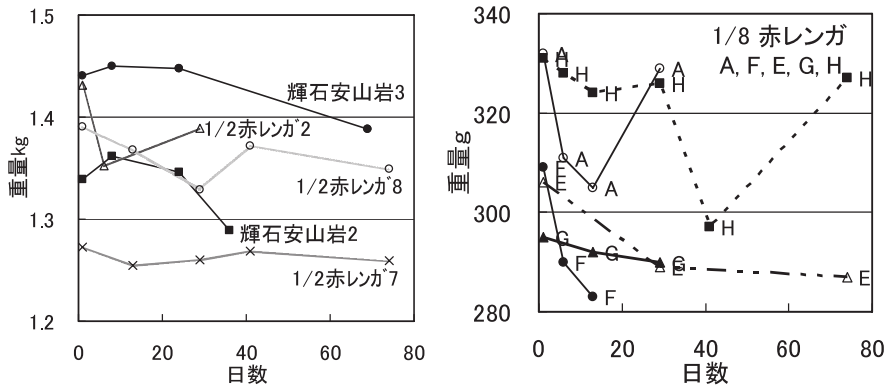 1.5
1.4
1.3
1.2
重量kg
0
20
40
60
80
日数
輝石安山岩3
1/2赤レンガ2
1/2赤レンガ8
輝石安山岩2
1/2赤レンガ7
340
320
300
280
重量g
0
20
40
60
80
日数
1/8 赤レンガ
A, F, E, G, H
A
A
A
A
H
H
H
H
H
H
F
F
F
E
E
E
G
G
G